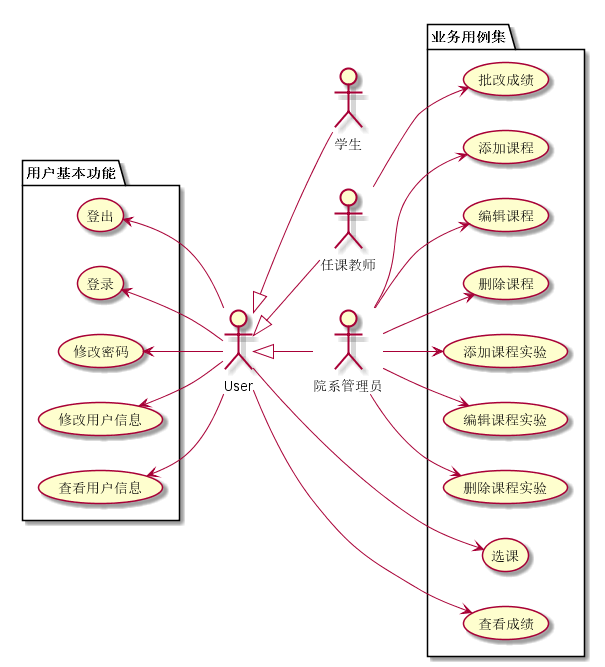 用户基本功能
登出
登录
修改密码
修改用户信息
查看用户信息
学生
任课教师
User
院系管理员
业务用例集
批改成绩
添加课程
编辑课程
删除课程
添加课程实验
编辑课程实验
删除课程实验
选课
查看成绩